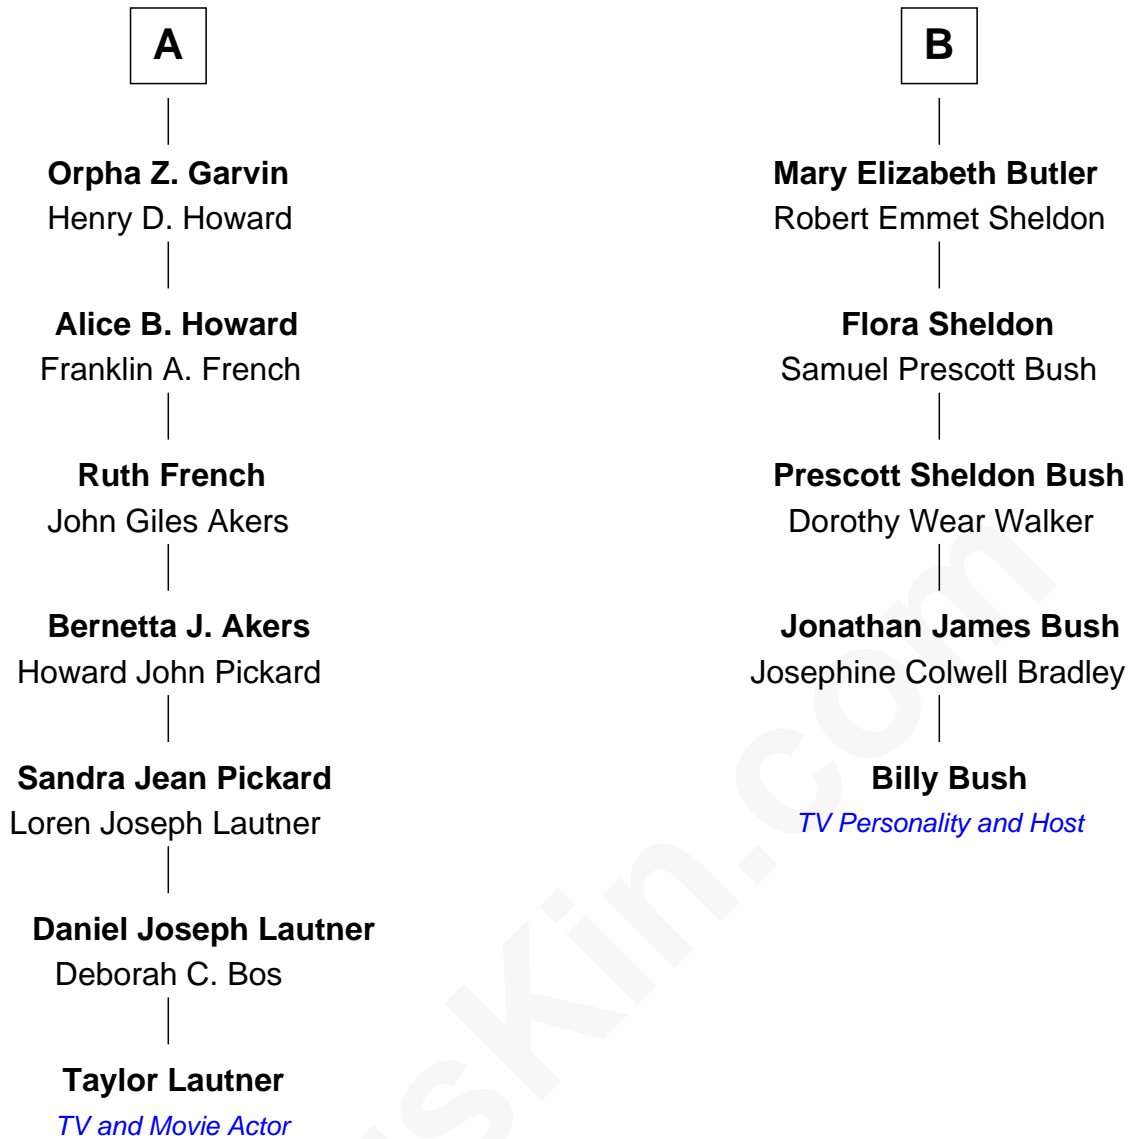 A
Orpha Z. Garvin
Henry D. Howard
Alice B. Howard
Franklin A. French
Ruth French
John Giles Akers
Bernetta J. Akers
Howard John Pickard
Sandra Jean Pickard
Loren Joseph Lautner
Daniel Joseph Lautner
Deborah C. Bos
Taylor Lautner
TV and Movie Actor
B
Mary Elizabeth Butler
Robert Emmet Sheldon
Flora Sheldon
Samuel Prescott Bush
Prescott Sheldon Bush
Dorothy Wear Walker
Jonathan James Bush
Josephine Colwell Bradley
Billy Bush
TV Personality and Host
sKin.com